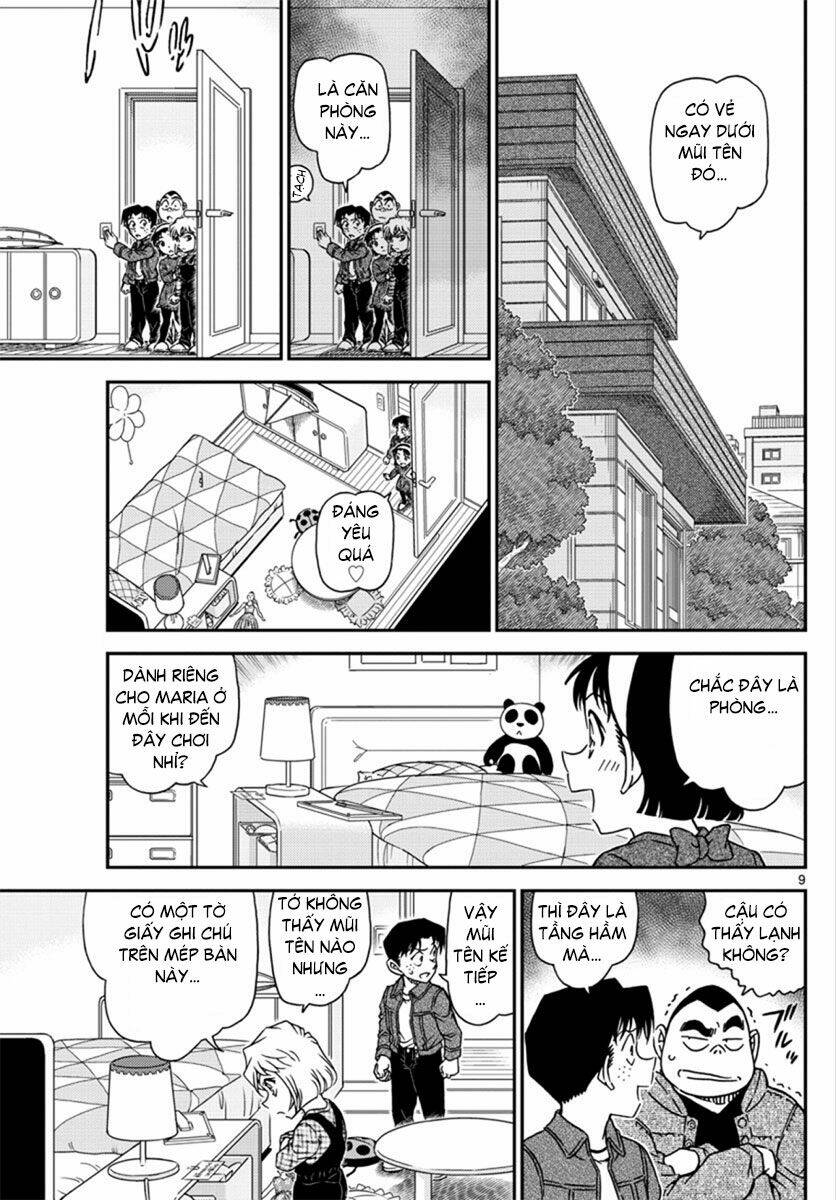 CÓ VẺ
NGAY DƯỚI
MŨI TÊN
ĐÓ...
LÀ CĂN
PHÒNG
NÀY...
TẠCH
ĐÁNG
YÊU
QUÁ
♡
CHẮC ĐÂY LÀ
PHÒNG...
DÀNH RIÊNG
CHO MARIA Ở
MỖI KHI ĐẾN
ĐÂY CHƠI
NHỈ?
9
CẬU CÓ
THẤY LẠNH
KHÔNG?
THÌ ĐÂY LÀ
TẦNG HẦM
MÀ...
VẬY
MŨI
TÊN KẾ
TIẾP
...
TỚ KHÔNG
THẤY MŨI
TÊN NÀO
NHƯNG
...
CÓ MỘT TỜ
GIẤY GHI CHÚ
TRÊN MÉP BÀN
NÀY...